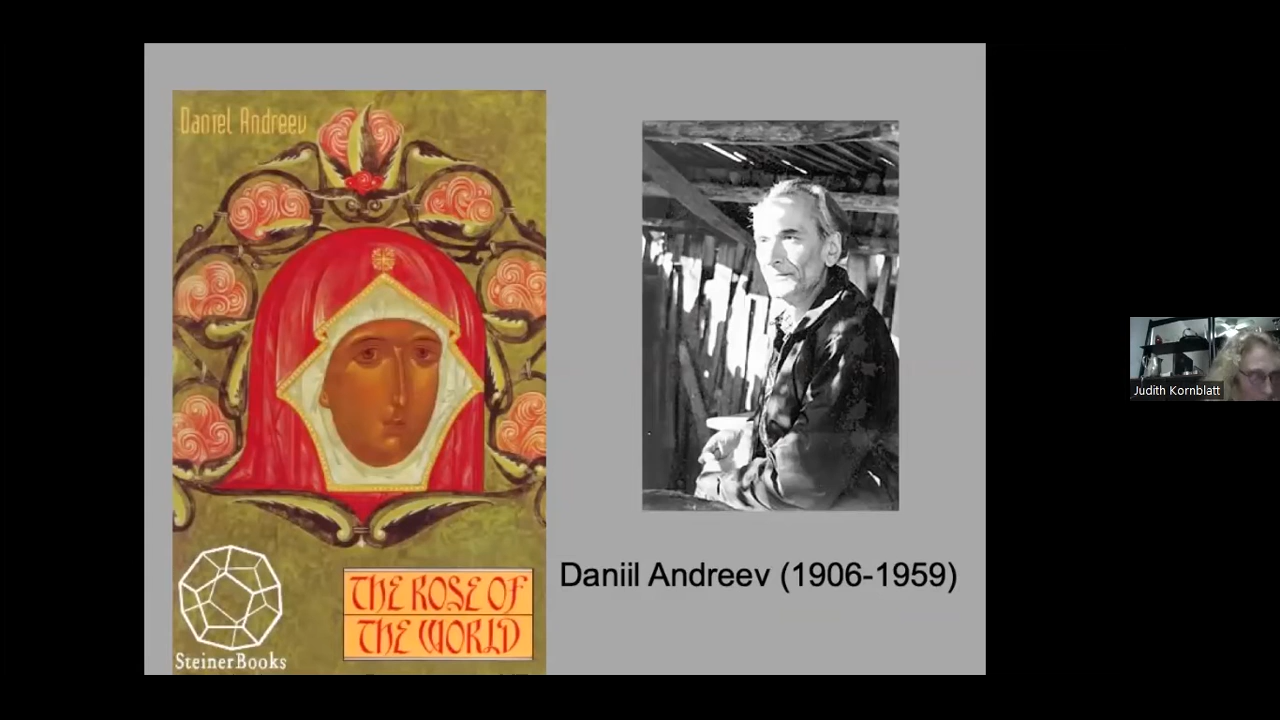 Daniel Andreev
SteinerBooks
THE ROSE OF
THE WORLD
Daniil Andreev (1906-1959)
Judith Kornblatt